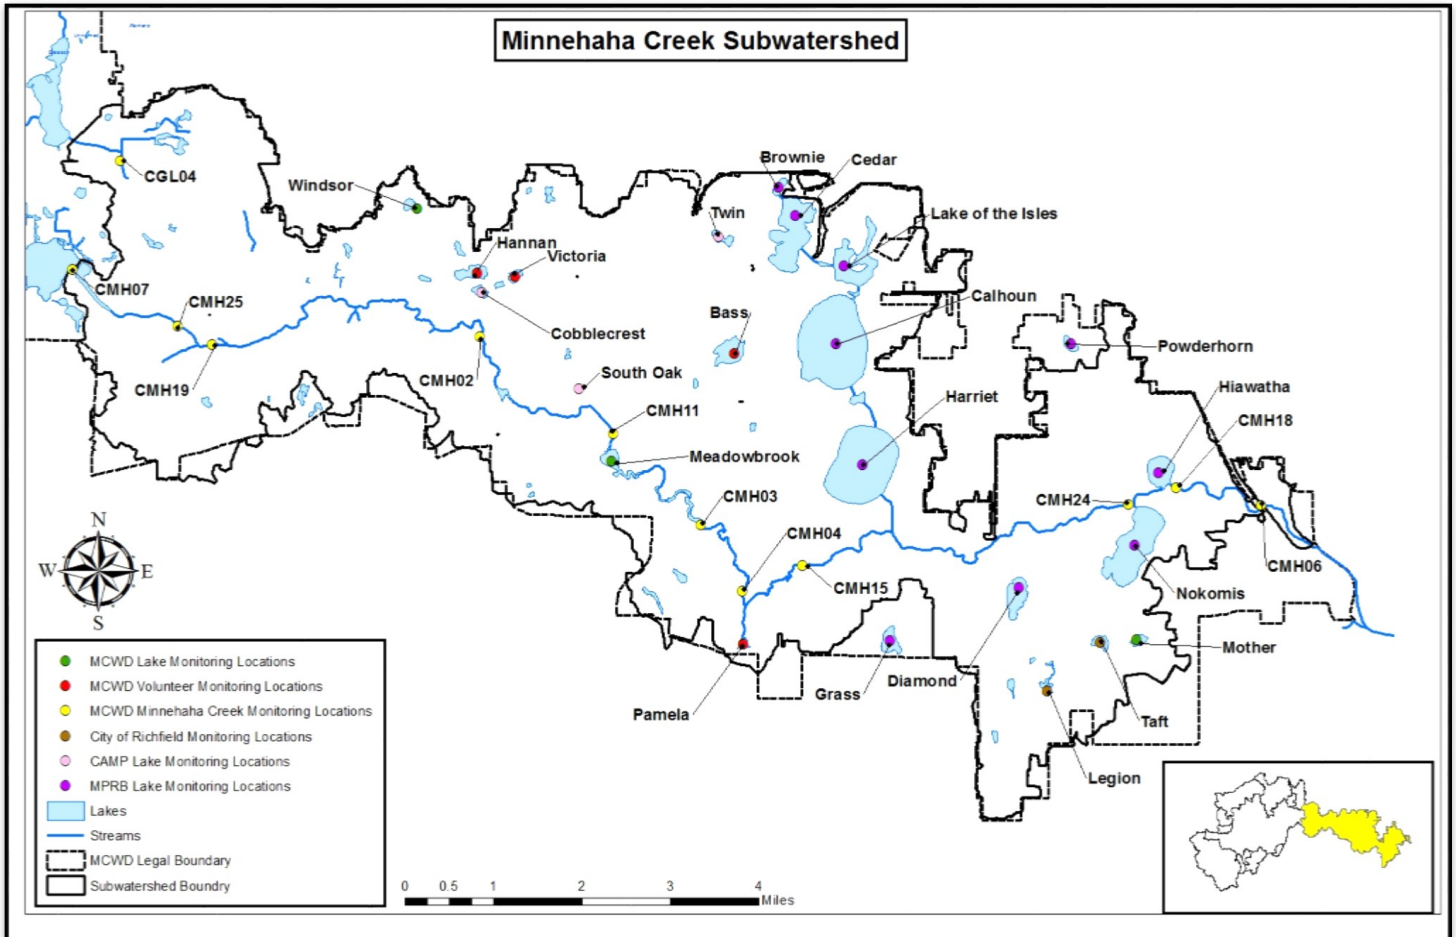 Minnehaha Creek Subwatershed
Brownie
Cedar
CGL04
Windsor
Twin
Lake of the Isles
Hannan
Victoria
CMH07
CMH25
Calhoun
Bass
Cobblecrest
Powderhorn
CMH02
South Oak
CMH19
Hiawatha
Harriet
CMH11
CMH18
Meadowbrook
CMH03
CMH24
N
CMH04
W
E
CMH06
CMH15
Nokomis
S
Mother
Diamond
Grass
Pamela
Taft
Legion
MCWD Lake Monitoring Locations
MCWD Volunteer Monitoring Locations
MCWD Minnehaha Creek Monitoring Locations
City of Richfield Monitoring Locations
CAMP Lake Monitoring Locations
MPRB Lake Monitoring Locations
Lakes
Streams
MCWD Legal Boundary
Subwatershed Boundry
0 0.5 1 2 3 4
Miles